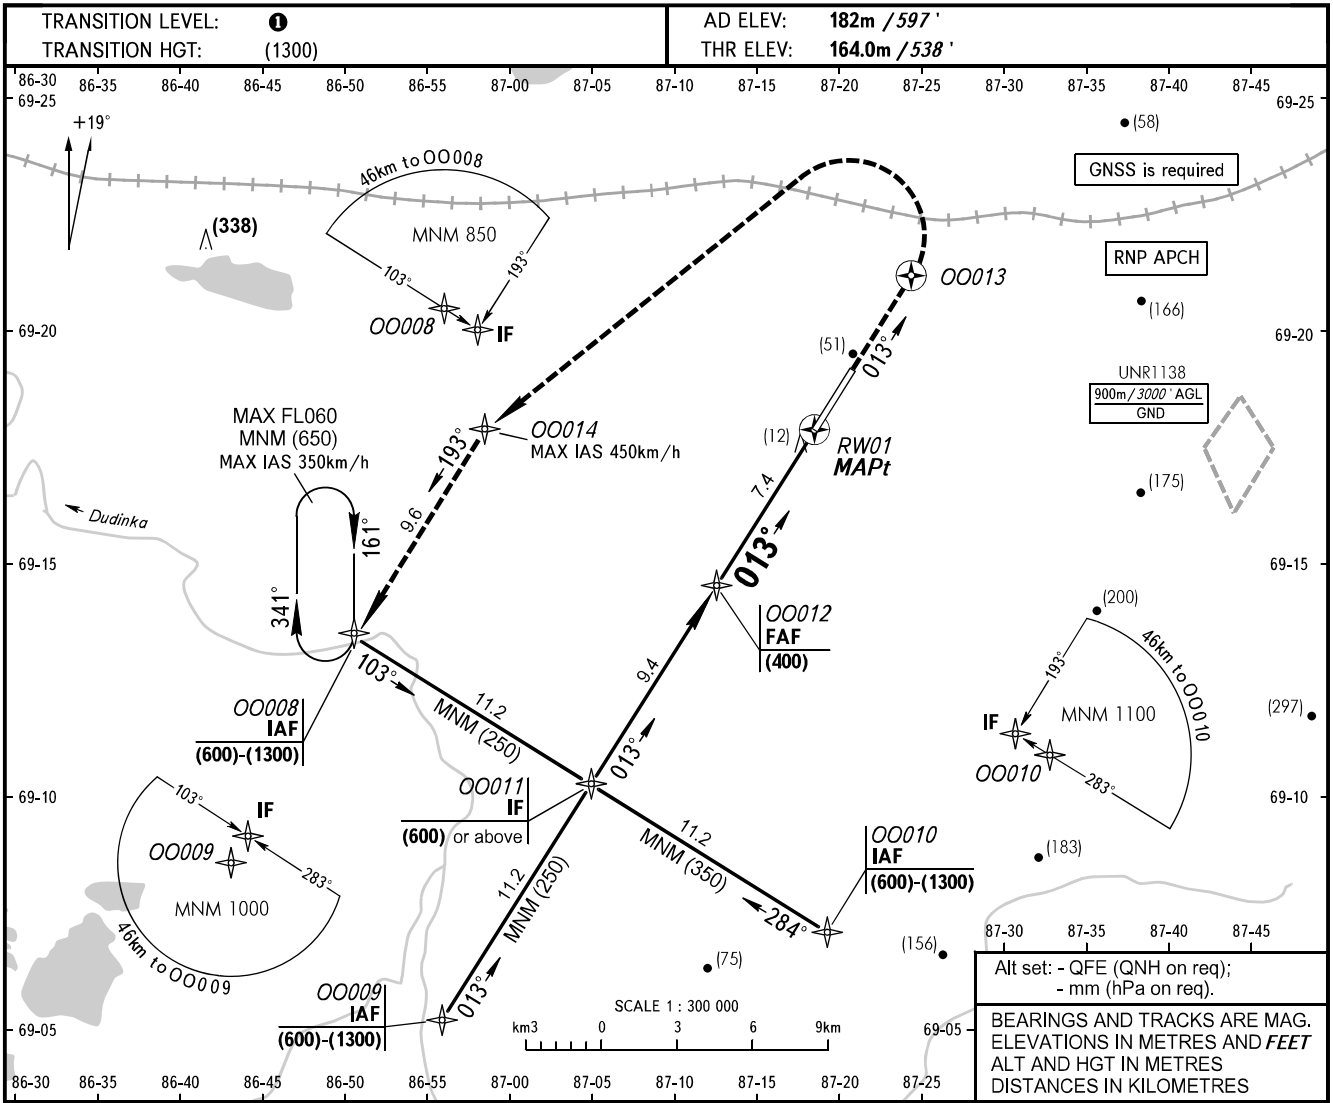 TRANSITION LEVEL: ❶
TRANSITION HGT: (1300)
AD ELEV: 182m / 597 '
THR ELEV: 164.0m / 538 '
86-30 86-35 86-40 86-45 86-50 86-55 87-00 87-05 87-10 87-15 87-20 87-25 87-30 87-35 87-40 87-45
69-25 69-25
+19°
(58)
GNSS is required
46km to OO008
MNM 850
103°
193°
OO008
IF
(338)
RNP APCH
OO013
(166)
69-20 69-20
(51)
013°
UNR1138
900m / 3000 ' AGL
GND
MAX FL060
MNM (650)
MAX IAS 350km/h
OO014
MAX IAS 450km/h
193°
9.6
(12)
RW01
MAPt
7.4
(175)
Dudinka
161°
341°
013°
69-15 69-15
OO012
FAF
(400)
9.4
(200)
46km to OO010
193°
MNM 1100
IF
OO010
283°
(297)
103°
11.2
MNM (250)
OO008
IAF
(600)-(1300)
013°
OO011
IF
(600) or above
69-10 69-10
11.2
MNM (350)
OO010
IAF
(600)-(1300)
284°
(183)
103°
IF
OO009
283°
MNM 1000
46km to OO009
11.2
MNM (250)
013°
OO009
IAF
(600)-(1300)
(75)
(156)
87-30 87-35 87-40 87-45
69-05 69-05
SCALE 1 : 300 000
km3 0 3 6 9km
Alt set: - QFE (QNH on req);
- mm (hPa on req).
BEARINGS AND TRACKS ARE MAG.
ELEVATIONS IN METRES AND FEET
ALT AND HGT IN METRES
DISTANCES IN KILOMETRES
86-30 86-35 86-40 86-45 86-50 86-55 87-00 87-05 87-10 87-15 87-20 87-25